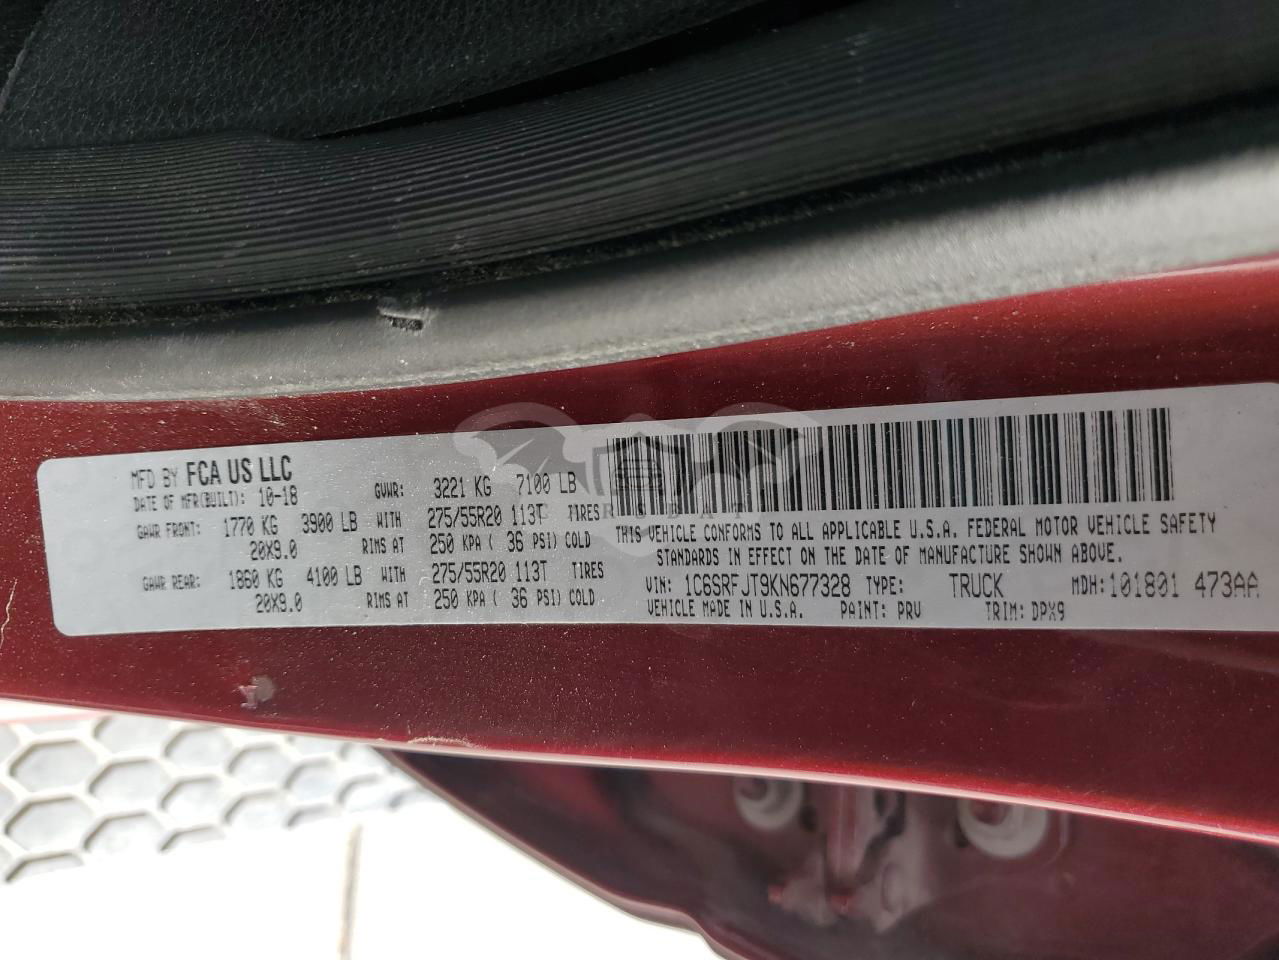 MFD BY FCA US LLC
DATE OF MFR(BUILT): 10-18 GVWR: 3221 KG 7100 LB
GAWR FRONT: 1770 KG 3900 LB WITH 275/55R20 113T TIRES
20X9.0 RIMS AT 250 KPA ( 36 PSI) COLD
GAWR REAR: 1860 KG 4100 LB WITH 275/55R20 113T TIRES
20X9.0 RIMS AT 250 KPA ( 36 PSI) COLD
THIS VEHICLE CONFORMS TO ALL APPLICABLE U.S.A. FEDERAL MOTOR VEHICLE SAFETY
STANDARDS IN EFFECT ON THE DATE OF MANUFACTURE SHOWN ABOVE.
VIN: 1C6SRFJT9KN677328 TYPE: TRUCK MDH:101801 473AA
VEHICLE MADE IN U.S.A. PAINT: PRV TRIM: DPX9